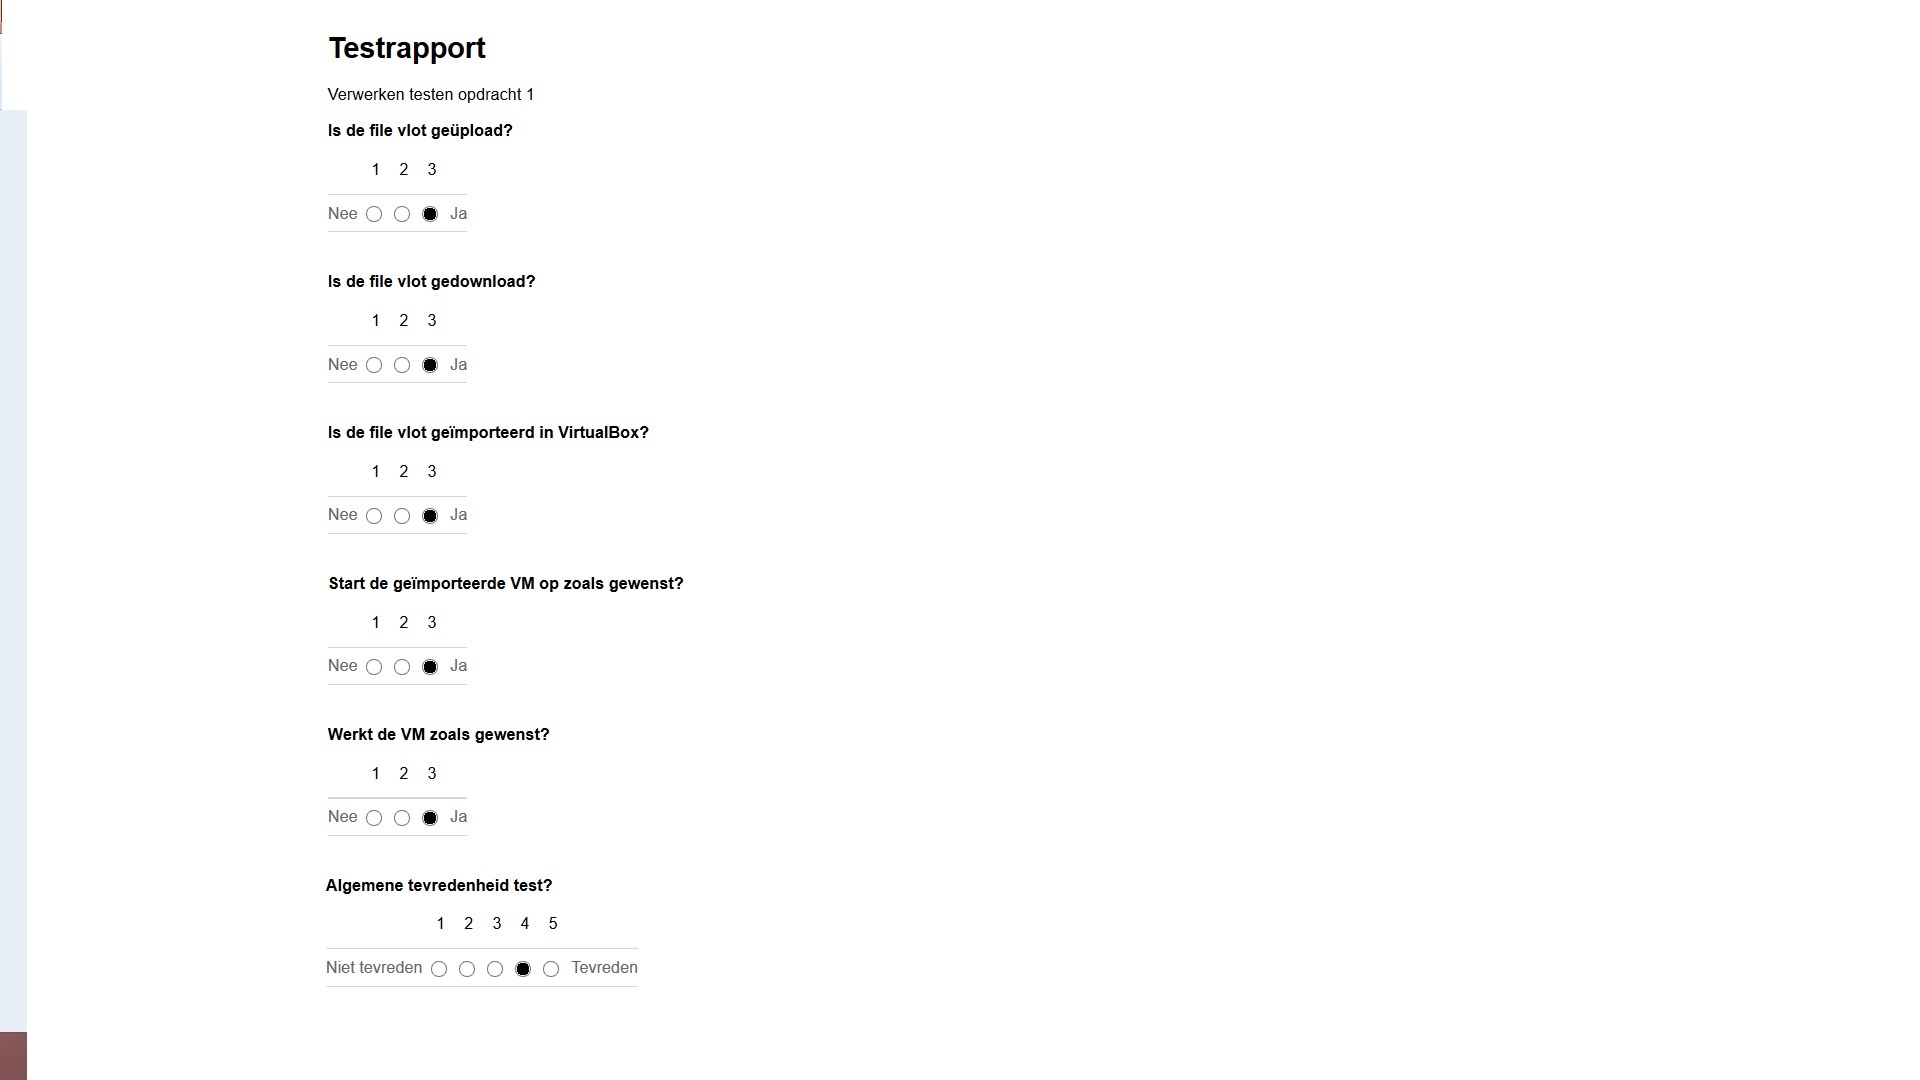 Testrapport
Verwerken testen opdracht 1
Is de file vlot geüpload?
1 2 3
Nee Ja
Is de file vlot gedownload?
1 2 3
Nee Ja
Is de file vlot geïmporteerd in VirtualBox?
1 2 3
Nee Ja
Start de geïmporteerde VM op zoals gewenst?
1 2 3
Nee Ja
Werkt de VM zoals gewenst?
1 2 3
Nee Ja
Algemene tevredenheid test?
1 2 3 4 5
Niet tevreden Tevreden